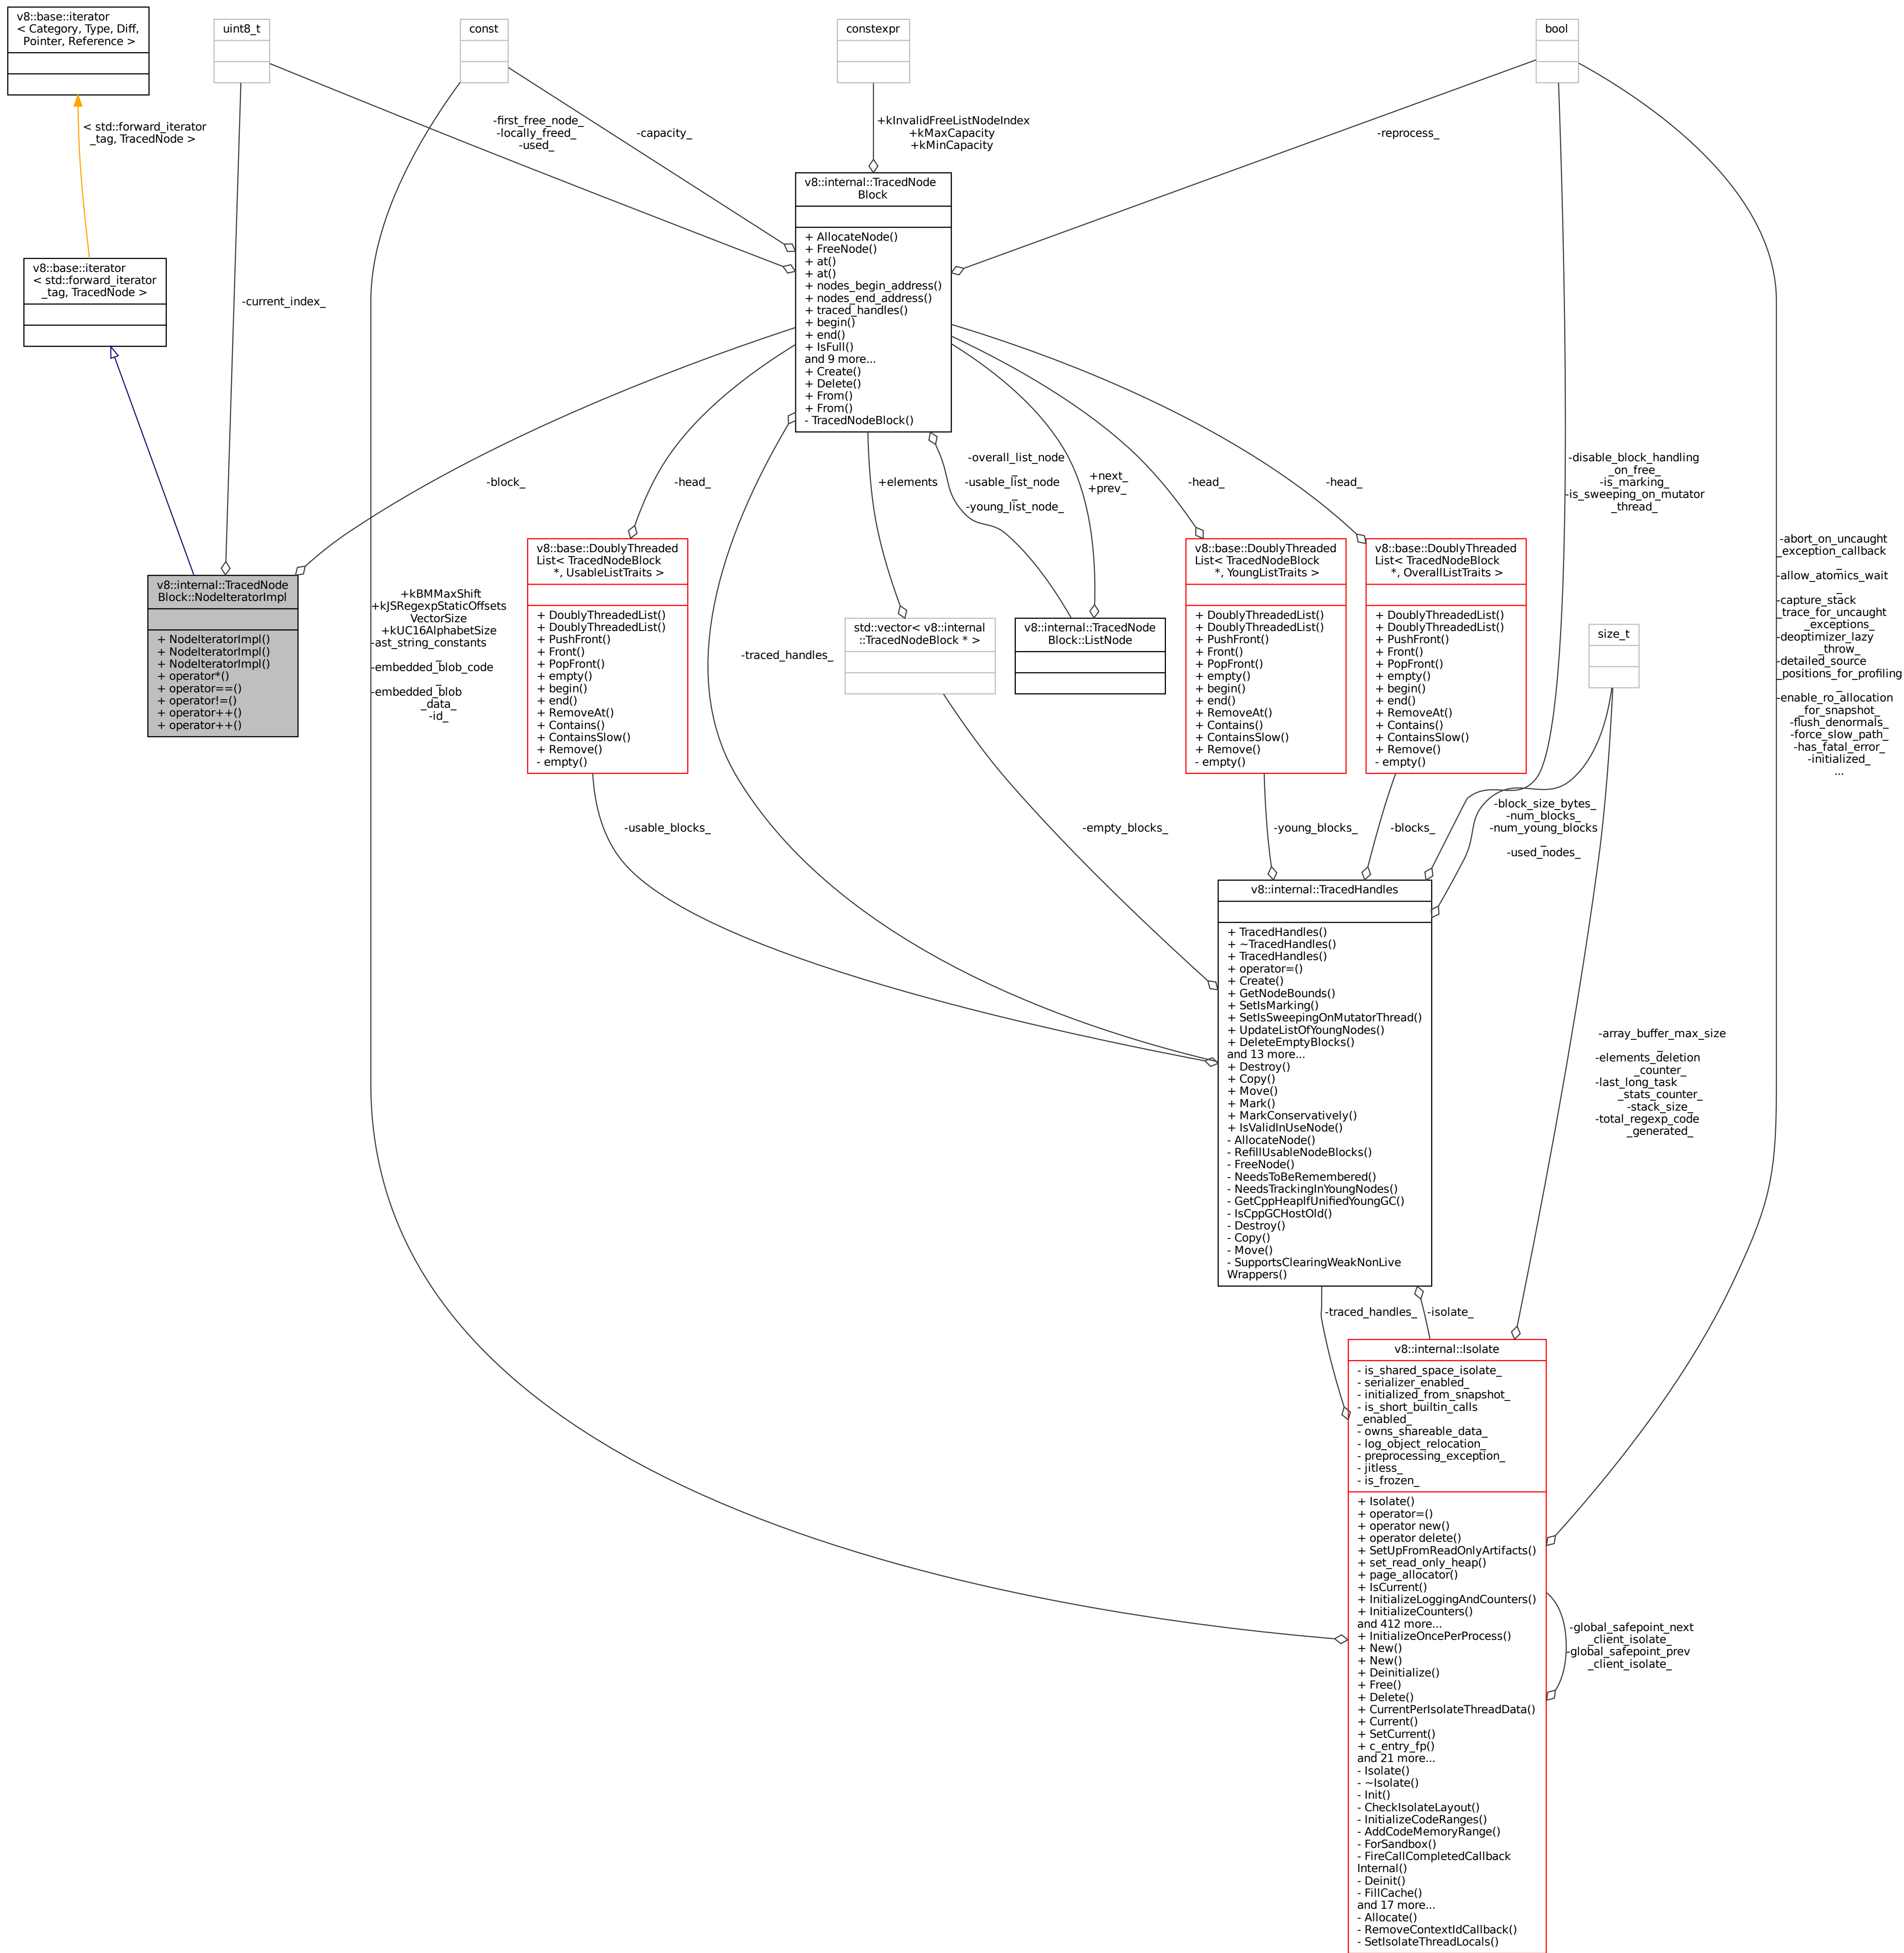 v8::base::iterator
< Category, Type, Diff,
Pointer, Reference >
uint8_t
const
constexpr
bool
< std::forward_iterator
_tag, TracedNode >
-first_free_node_
-locally_freed_
-used_
-capacity_
+kInvalidFreeListNodeIndex
+kMaxCapacity
+kMinCapacity
-reprocess_
v8::internal::TracedNode
Block
+ AllocateNode()
+ FreeNode()
+ at()
+ at()
+ nodes_begin_address()
+ nodes_end_address()
+ traced_handles()
+ begin()
+ end()
+ IsFull()
and 9 more...
+ Create()
+ Delete()
+ From()
+ From()
- TracedNodeBlock()
v8::base::iterator
< std::forward_iterator
_tag, TracedNode >
-current_index_
-block_
-head_
+elements
-overall_list_node
_
-usable_list_node
_
-young_list_node_
+next_
+prev_
-head_
-head_
-disable_block_handling
_on_free_
-is_marking_
-is_sweeping_on_mutator
_thread_
v8::internal::TracedNode
Block::NodeIteratorImpl
+ NodeIteratorImpl()
+ NodeIteratorImpl()
+ NodeIteratorImpl()
+ operator*()
+ operator==()
+ operator!=()
+ operator++()
+ operator++()
+kBMMaxShift
+kJSRegexpStaticOffsets
VectorSize
+kUC16AlphabetSize
-ast_string_constants
_
-embedded_blob_code
_
-embedded_blob
_data_
-id_
v8::base::DoublyThreaded
List< TracedNodeBlock
*, UsableListTraits >
+ DoublyThreadedList()
+ DoublyThreadedList()
+ PushFront()
+ Front()
+ PopFront()
+ empty()
+ begin()
+ end()
+ RemoveAt()
+ Contains()
+ ContainsSlow()
+ Remove()
- empty()
-traced_handles_
std::vector< v8::internal
::TracedNodeBlock * >
v8::internal::TracedNode
Block::ListNode
v8::base::DoublyThreaded
List< TracedNodeBlock
*, YoungListTraits >
+ DoublyThreadedList()
+ DoublyThreadedList()
+ PushFront()
+ Front()
+ PopFront()
+ empty()
+ begin()
+ end()
+ RemoveAt()
+ Contains()
+ ContainsSlow()
+ Remove()
- empty()
v8::base::DoublyThreaded
List< TracedNodeBlock
*, OverallListTraits >
+ DoublyThreadedList()
+ DoublyThreadedList()
+ PushFront()
+ Front()
+ PopFront()
+ empty()
+ begin()
+ end()
+ RemoveAt()
+ Contains()
+ ContainsSlow()
+ Remove()
- empty()
size_t
-abort_on_uncaught
_exception_callback
_
-allow_atomics_wait
_
-capture_stack
_trace_for_uncaught
_exceptions_
-deoptimizer_lazy
_throw_
-detailed_source
_positions_for_profiling
_
-enable_ro_allocation
_for_snapshot_
-flush_denormals_
-force_slow_path_
-has_fatal_error_
-initialized_
...
-usable_blocks_
-empty_blocks_
-young_blocks_
-blocks_
-block_size_bytes_
-num_blocks_
-num_young_blocks
_
-used_nodes_
v8::internal::TracedHandles
+ TracedHandles()
+ ~TracedHandles()
+ TracedHandles()
+ operator=()
+ Create()
+ GetNodeBounds()
+ SetIsMarking()
+ SetIsSweepingOnMutatorThread()
+ UpdateListOfYoungNodes()
+ DeleteEmptyBlocks()
and 13 more...
+ Destroy()
+ Copy()
+ Move()
+ Mark()
+ MarkConservatively()
+ IsValidInUseNode()
- AllocateNode()
- RefillUsableNodeBlocks()
- FreeNode()
- NeedsToBeRemembered()
- NeedsTrackingInYoungNodes()
- GetCppHeapIfUnifiedYoungGC()
- IsCppGCHostOld()
- Destroy()
- Copy()
- Move()
- SupportsClearingWeakNonLive
Wrappers()
-array_buffer_max_size
_
-elements_deletion
_counter_
-last_long_task
_stats_counter_
-stack_size_
-total_regexp_code
_generated_
-traced_handles_
-isolate_
v8::internal::Isolate
- is_shared_space_isolate_
- serializer_enabled_
- initialized_from_snapshot_
- is_short_builtin_calls
_enabled_
- owns_shareable_data_
- log_object_relocation_
- preprocessing_exception_
- jitless_
- is_frozen_
+ Isolate()
+ operator=()
+ operator new()
+ operator delete()
+ SetUpFromReadOnlyArtifacts()
+ set_read_only_heap()
+ page_allocator()
+ IsCurrent()
+ InitializeLoggingAndCounters()
+ InitializeCounters()
and 412 more...
+ InitializeOncePerProcess()
+ New()
+ New()
+ Deinitialize()
+ Free()
+ Delete()
+ CurrentPerIsolateThreadData()
+ Current()
+ SetCurrent()
+ c_entry_fp()
and 21 more...
- Isolate()
- ~Isolate()
- Init()
- CheckIsolateLayout()
- InitializeCodeRanges()
- AddCodeMemoryRange()
- ForSandbox()
- FireCallCompletedCallback
Internal()
- Deinit()
- FillCache()
and 17 more...
- Allocate()
- RemoveContextIdCallback()
- SetIsolateThreadLocals()
-global_safepoint_next
_client_isolate_
-global_safepoint_prev
_client_isolate_